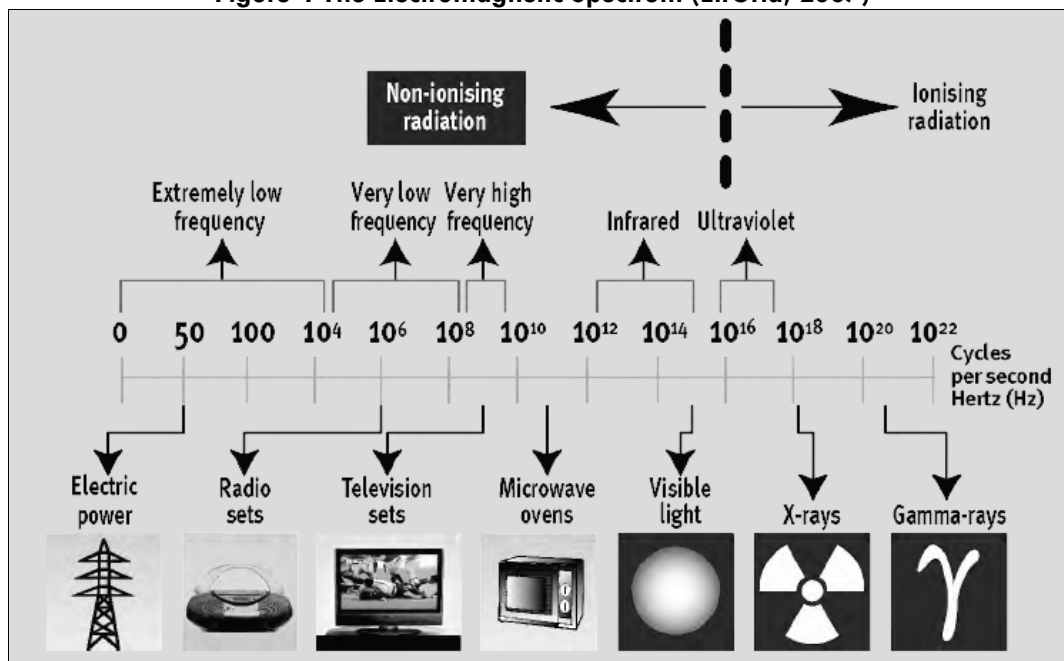 Non-ionising
radiation
Ionising
radiation
Extremely low
frequency
Very low
frequency
Very high
frequency
Infrared
Ultraviolet
0 50 100 10⁴ 10⁶ 10⁸ 10¹⁰ 10¹² 10¹⁴ 10¹⁶ 10¹⁸ 10²⁰ 10²²
Cycles
per second
Hertz (Hz)
Electric
power
Radio
sets
Television
sets
Microwave
ovens
Visible
light
X-rays
Gamma-rays
γ